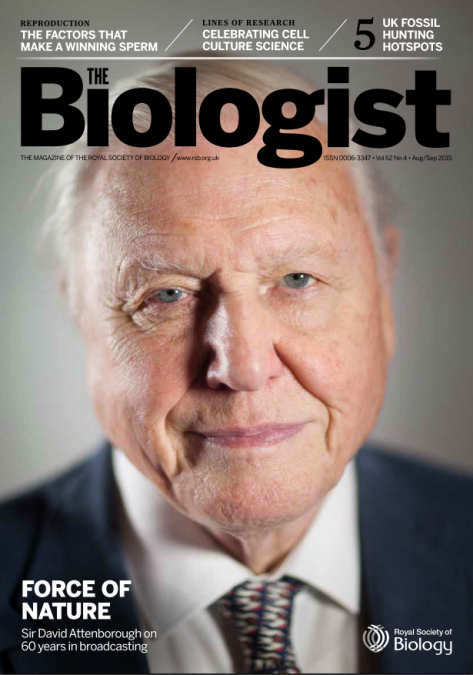 REPRODUCTION
THE FACTORS THAT
MAKE A WINNING SPERM
LINES OF RESEARCH
CELEBRATING CELL
CULTURE SCIENCE
5
UK FOSSIL
HUNTING
HOTSPOTS
THE
Biologist
THE MAGAZINE OF THE ROYAL SOCIETY OF BIOLOGY / www.rsb.org.uk
ISSN 0006-3347 • Vol 62 No 4 • Aug/Sep 2015
FORCE OF
NATURE
Sir David Attenborough on
60 years in broadcasting
Royal Society of
Biology